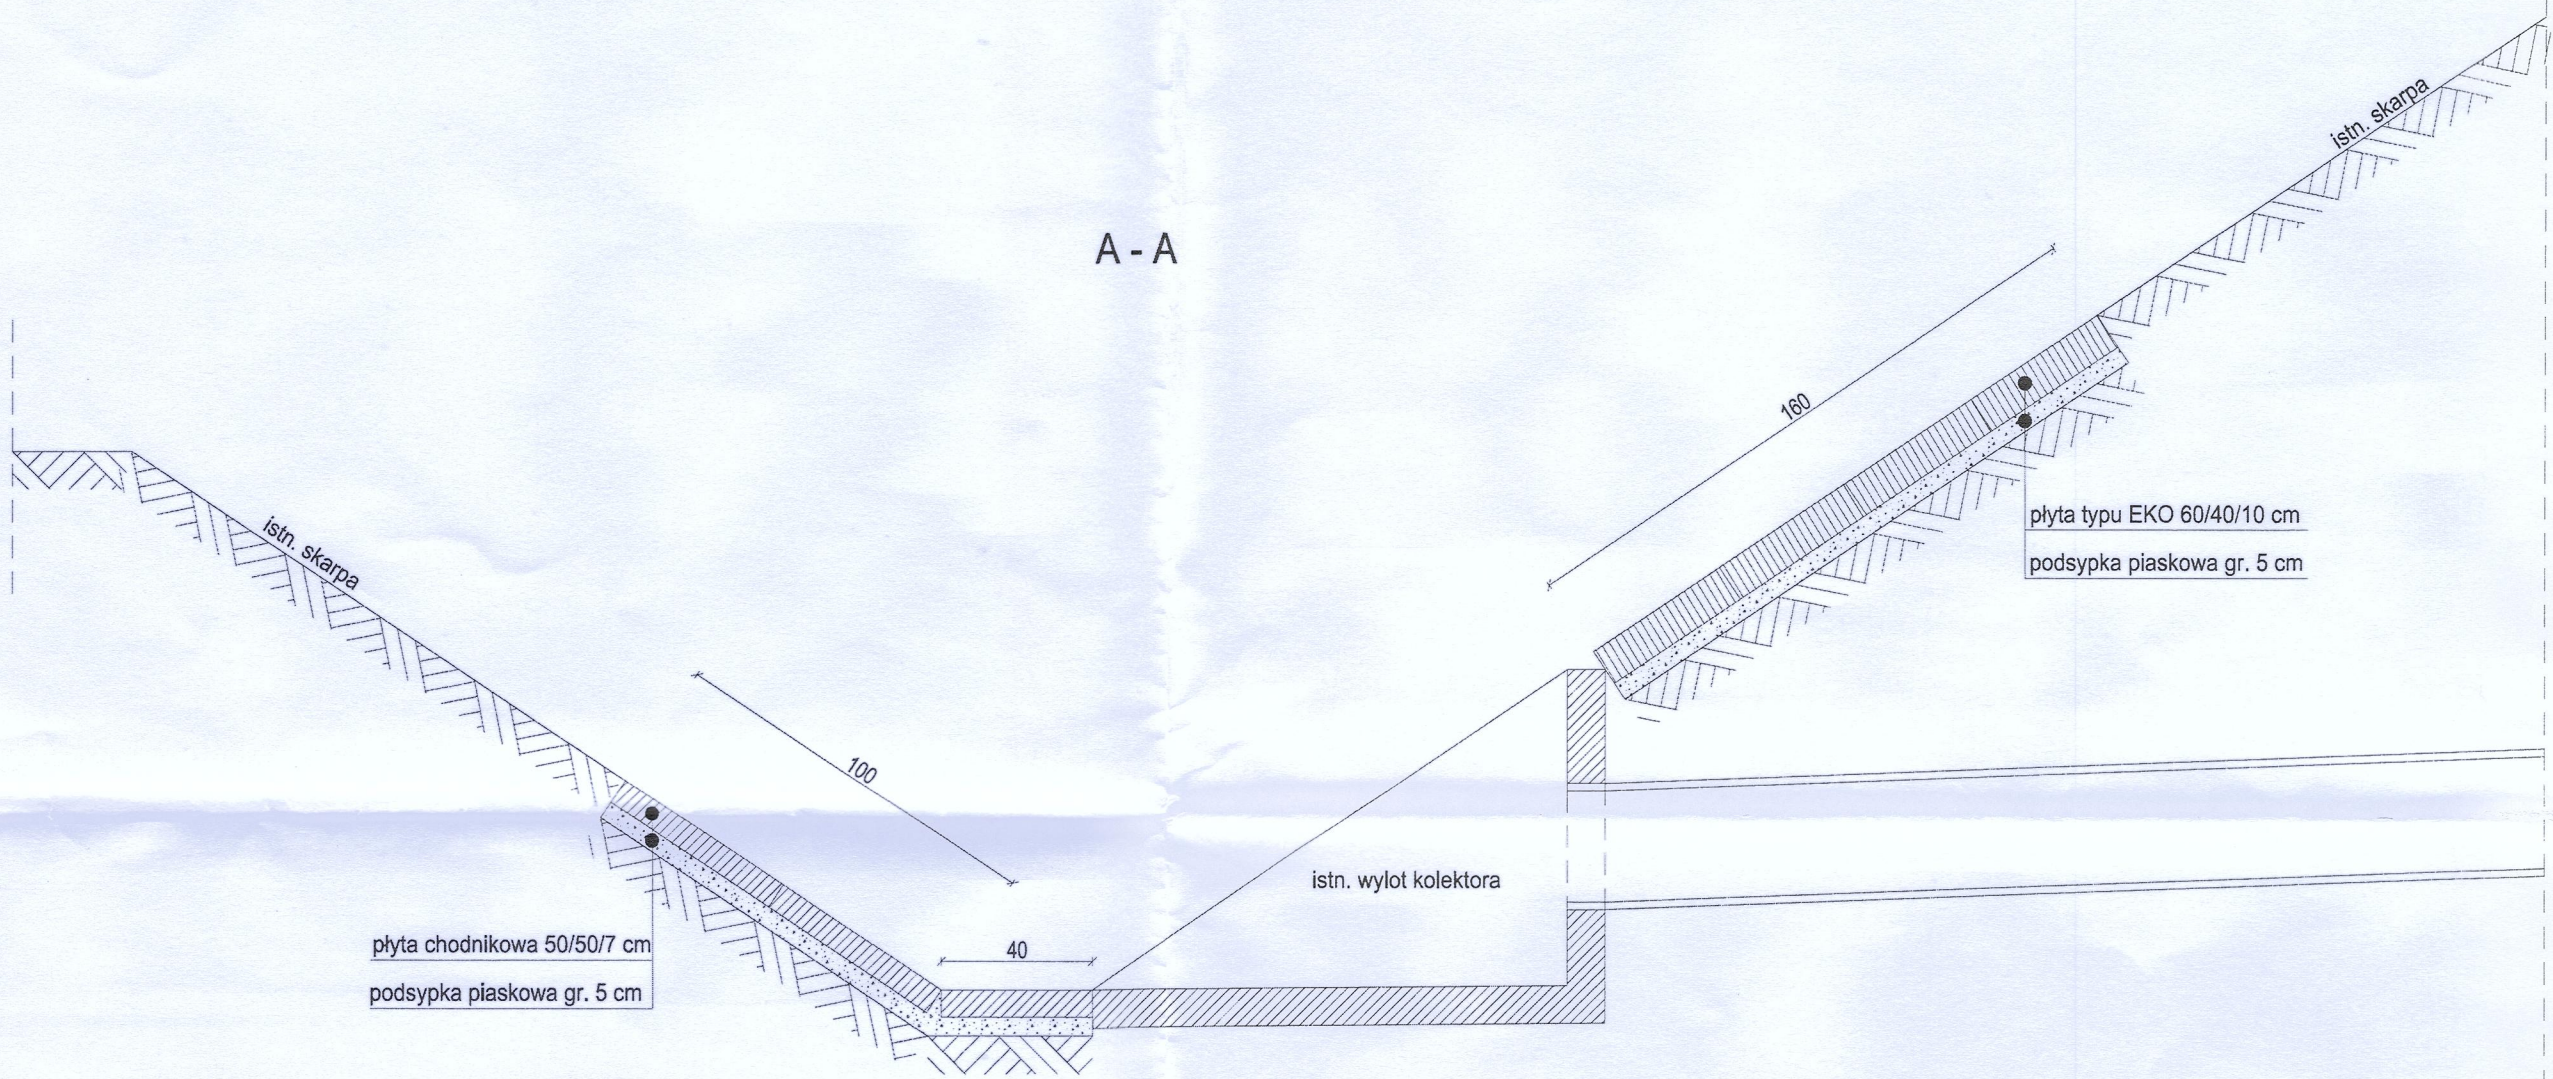 A - A
istn. skarpa
160
płyta typu EKO 60/40/10 cm
podsypka piaskowa gr. 5 cm
istn. skarpa
100
płyta chodnikowa 50/50/7 cm
podsypka piaskowa gr. 5 cm
40
istn. wylot kolektora